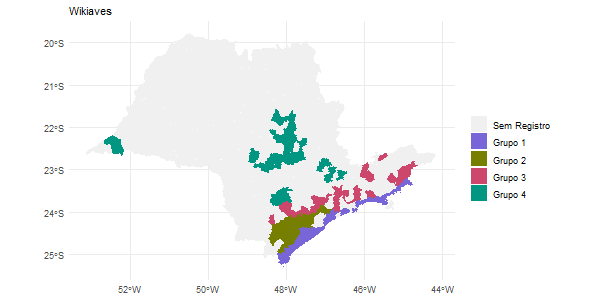 Wikiaves
20°S
21°S
22°S
23°S
24°S
25°S
52°W
50°W
48°W
46°W
44°W
Sem Registro
Grupo 1
Grupo 2
Grupo 3
Grupo 4